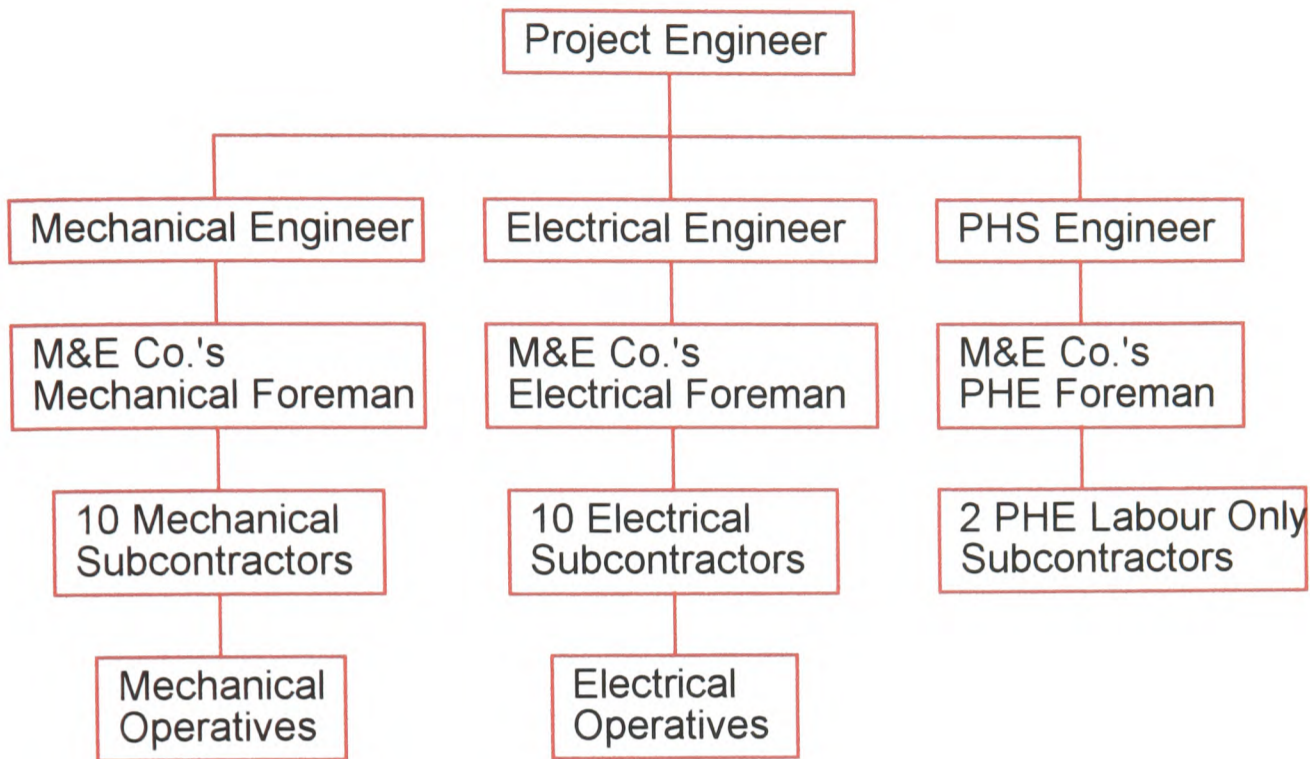 Project Engineer
Mechanical Engineer
Electrical Engineer
PHS Engineer
M&E Co.'s
Mechanical Foreman
M&E Co.'s
Electrical Foreman
M&E Co.'s
PHE Foreman
10 Mechanical
Subcontractors
10 Electrical
Subcontractors
2 PHE Labour Only
Subcontractors
Mechanical
Operatives
Electrical
Operatives